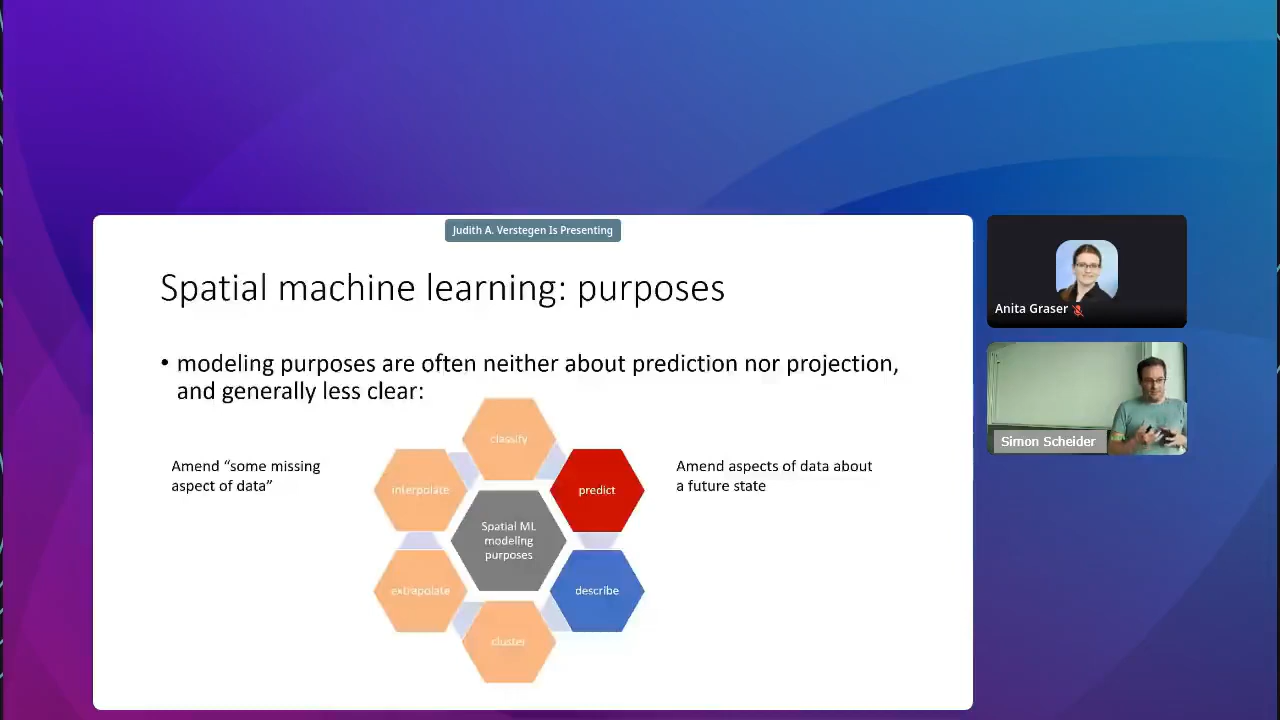 Judith A. Verstegen Is Presenting
Spatial machine learning: purposes
• modeling purposes are often neither about prediction nor projection,
and generally less clear:
classify
Amend “some missing
aspect of data”
interpolate
predict
Amend aspects of data about
a future state
Spatial ML
modeling
purposes
extrapolate
describe
cluster
Anita Graser
Simon Scheider